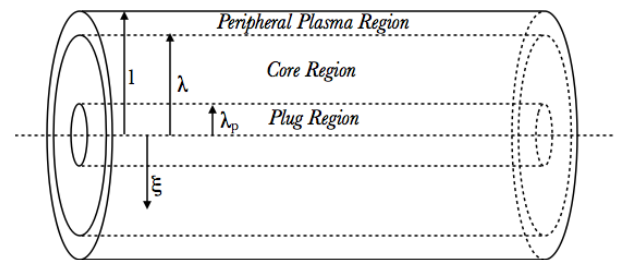 Peripheral Plasma Region
1
λ
Core Region
λp
Plug Region
ξ